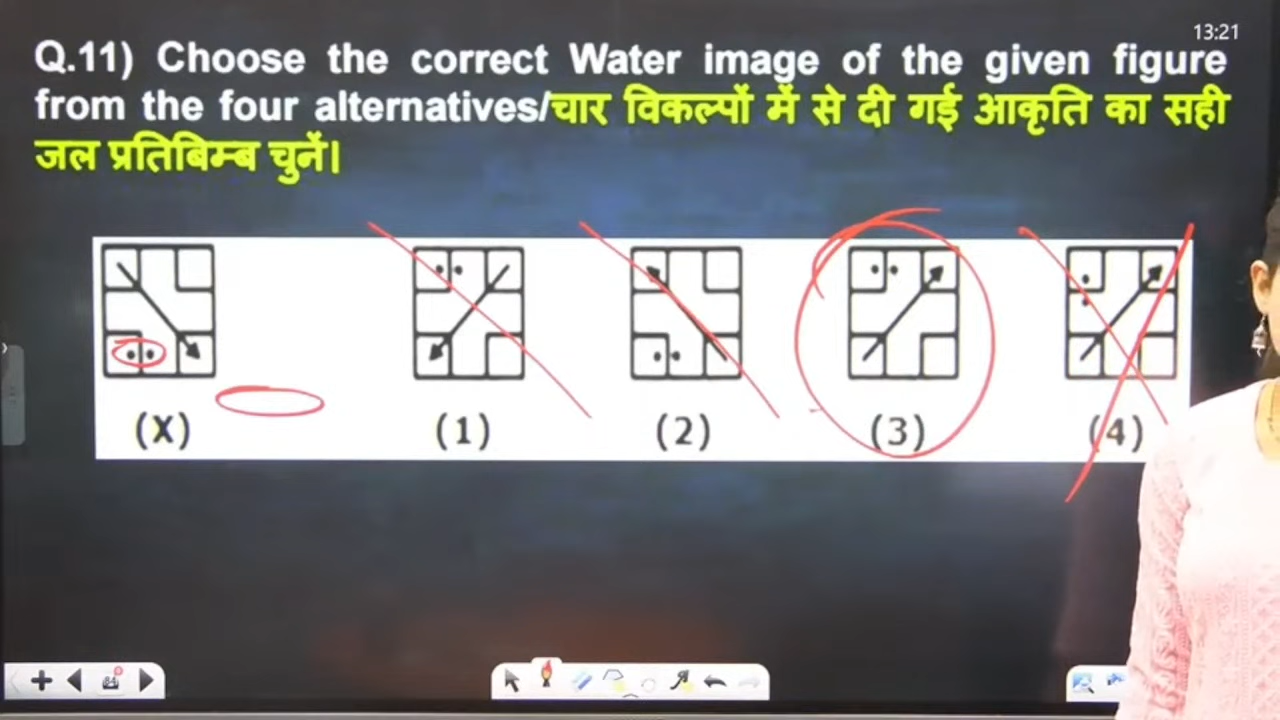 13:21
Q.11) Choose the correct Water image of the given figure
from the four alternatives/चार विकल्पों में से दी गई आकृति का सही
जल प्रतिबिम्ब चुनें।
(X) (1) (2) (3) (4)